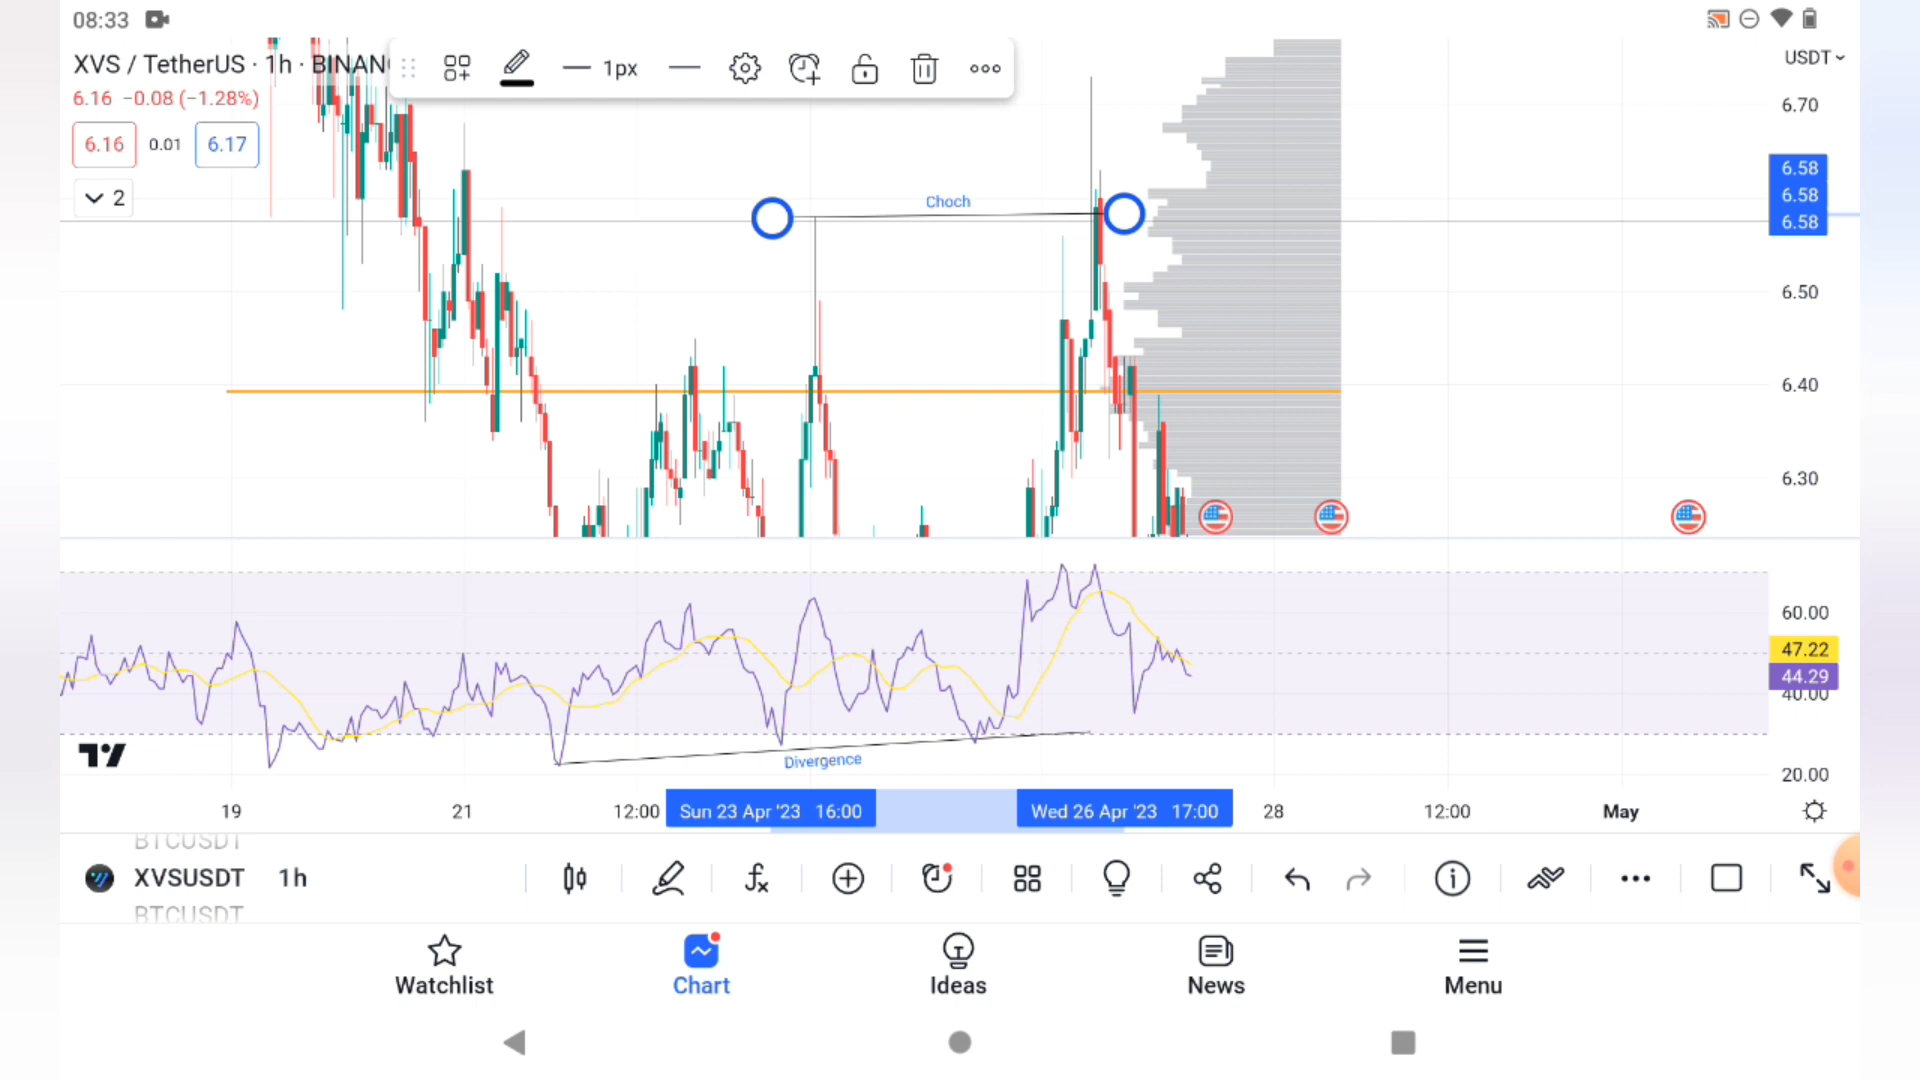 08:33
XVS / TetherUS · 1h · BINAN
1px
USDT
6.16 −0.08 (−1.28%)
6.16 0.01 6.17
2
6.70
6.58
6.58
6.58
6.50
6.40
6.30
Choch
60.00
47.22
44.29
40.00
20.00
Divergence
19 21 12:00 Sun 23 Apr '23 16:00 Wed 26 Apr '23 17:00 28 12:00 May
BTCUSDT
XVSUSDT 1h
BTCUSDT
Watchlist Chart Ideas News Menu